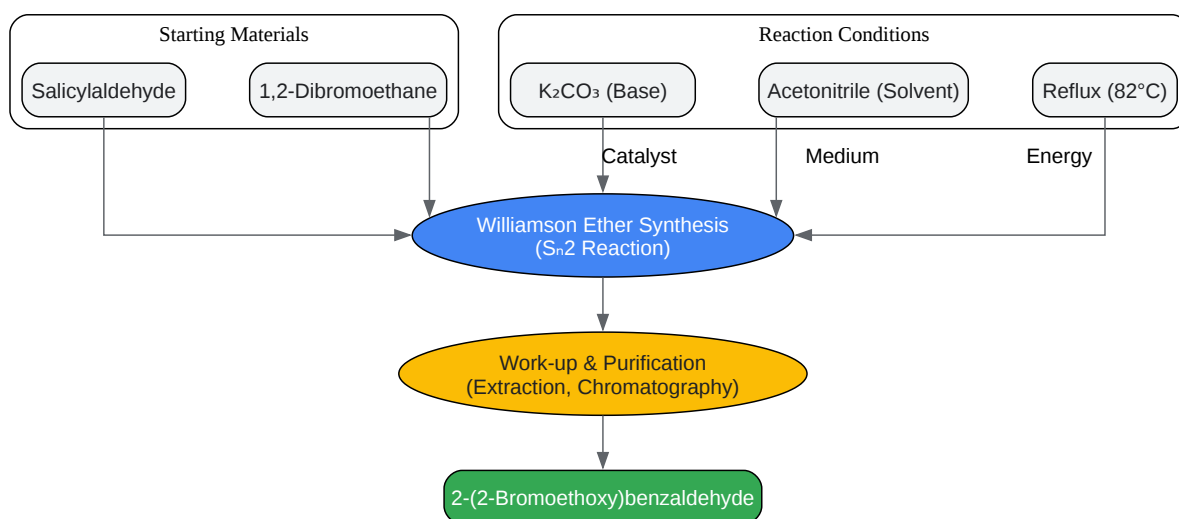 Starting Materials
Reaction Conditions
Salicylaldehyde
1,2-Dibromoethane
K₂CO₃ (Base)
Acetonitrile (Solvent)
Reflux (82°C)
Catalyst
Medium
Energy
Williamson Ether Synthesis
(Sₙ2 Reaction)
Work-up & Purification
(Extraction, Chromatography)
2-(2-Bromoethoxy)benzaldehyde